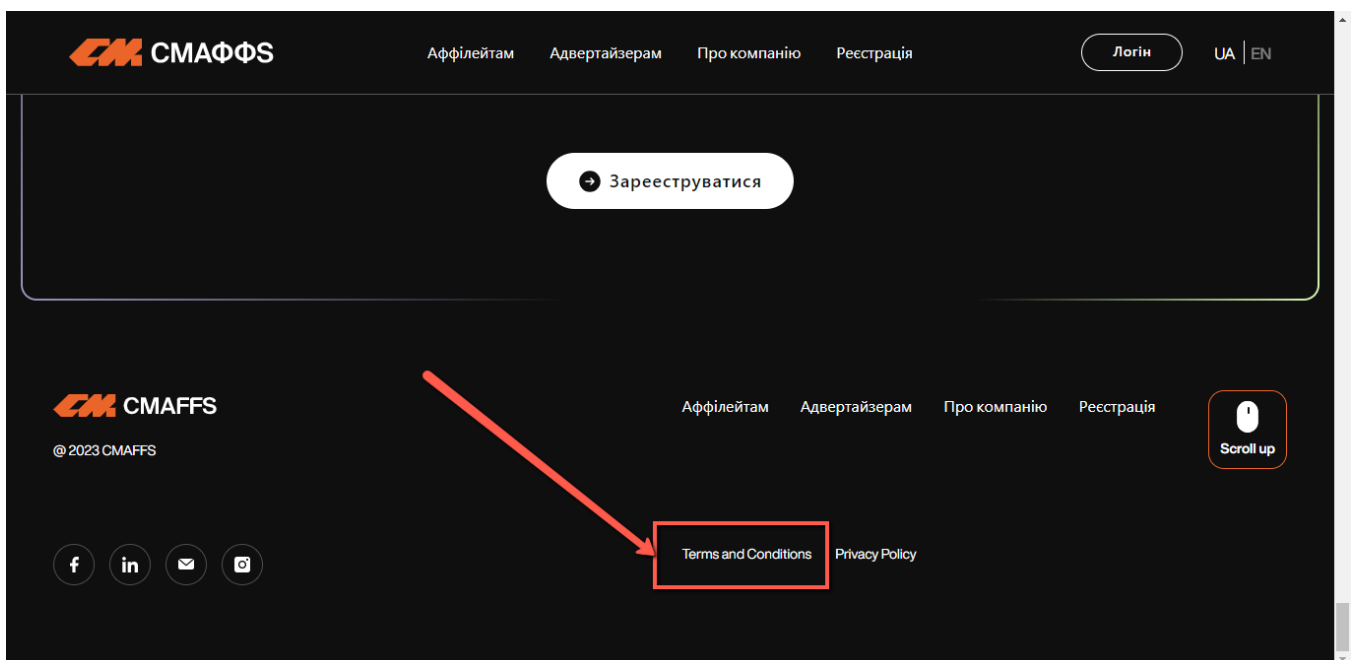 СМАФФS
Аффілейтам Адвертайзерам Про компанію Реєстрація Логін UA EN
Зареєструватися
CMAFFS
Аффілейтам Адвертайзерам Про компанію Реєстрація
@ 2023 CMAFFS
Scroll up
Terms and Conditions Privacy Policy